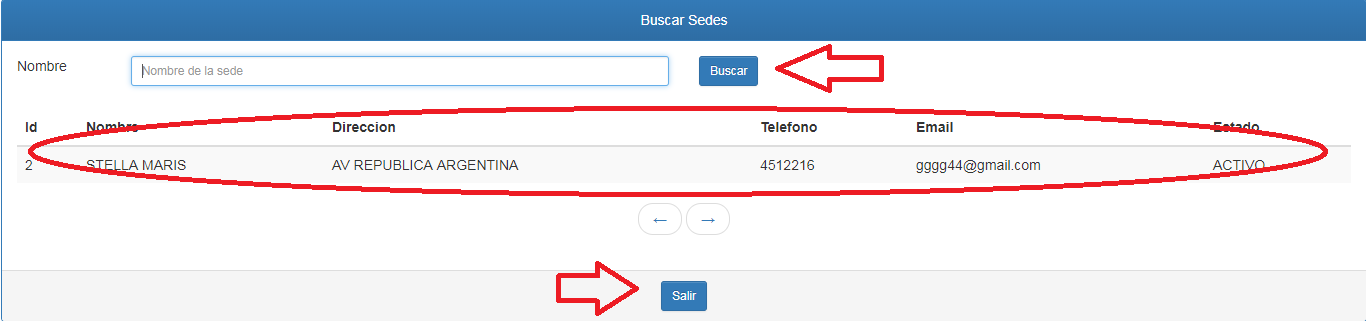 Buscar Sedes
Nombre Nombre de la sede Buscar
Id Nombre Direccion Telefono Email Estado
2 STELLA MARIS AV REPUBLICA ARGENTINA 4512216 gggg44@gmail.com ACTIVO
← →
Salir